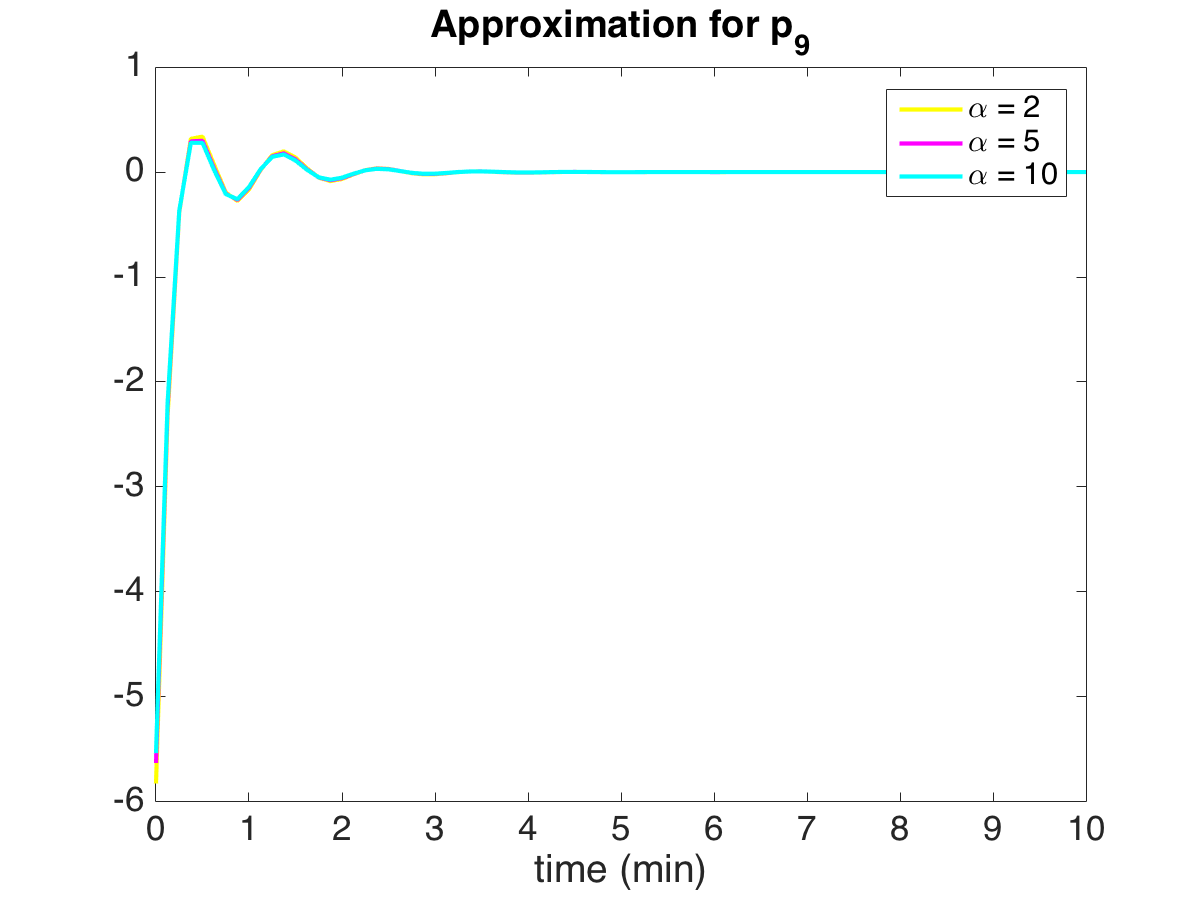 Approximation for p9
1
0
-1
-2
-3
-4
-5
-6
α = 2
α = 5
α = 10
0 1 2 3 4 5 6 7 8 9 10
time (min)